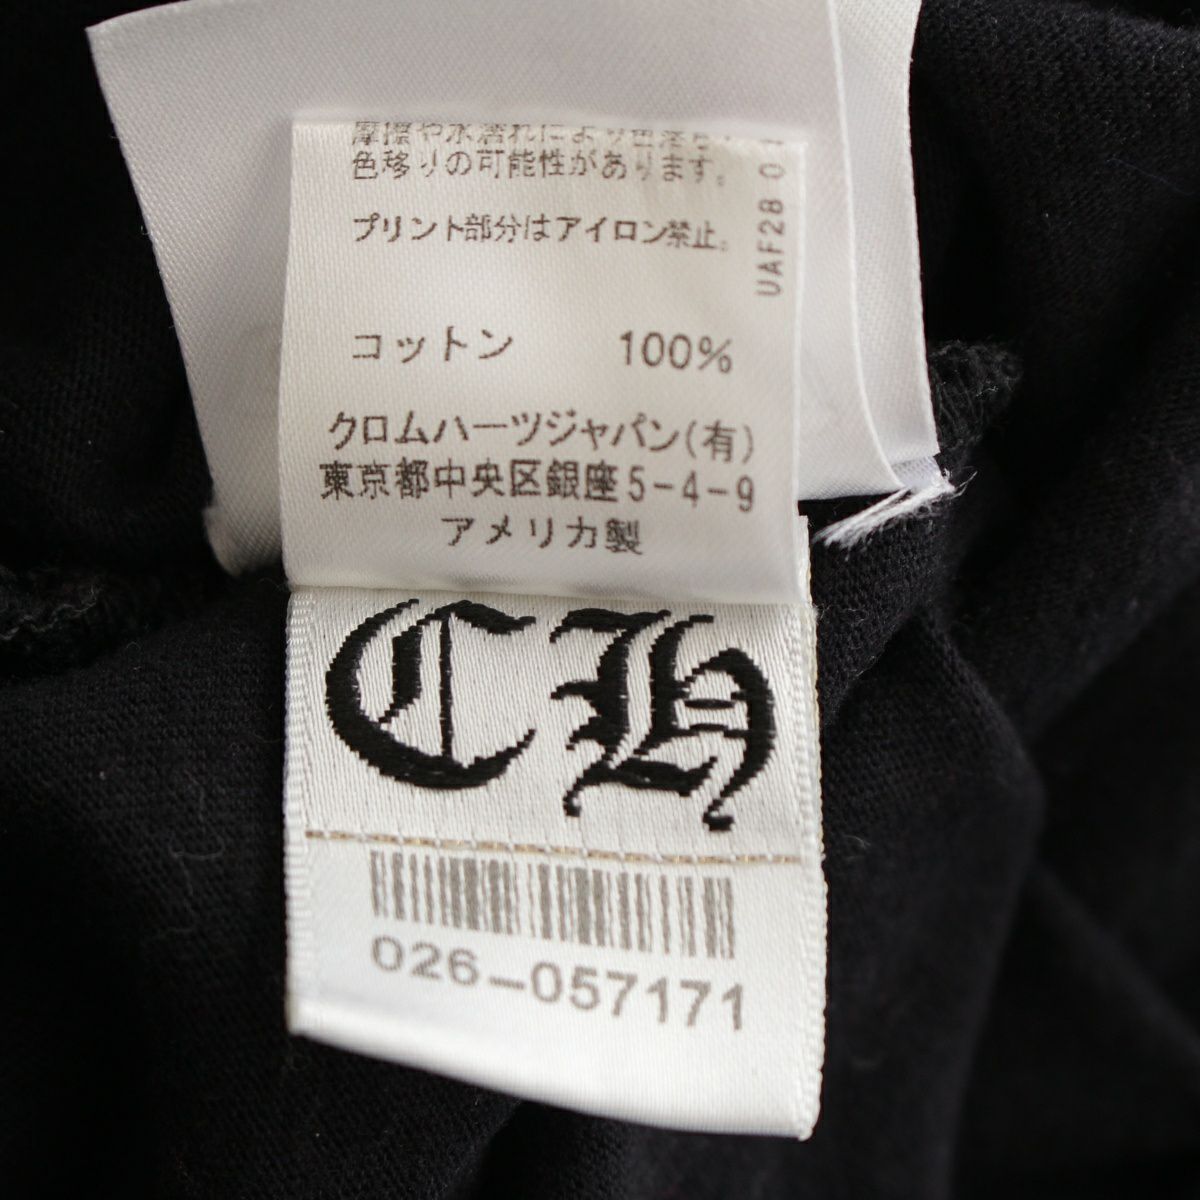 摩擦や水濡れにより色落ち
色移りの可能性があります。
プリント部分はアイロン禁止。
UAF28 0
コットン 100%
クロムハーツジャパン(有)
東京都中央区銀座5-4-9
アメリカ製
CH
026-057171